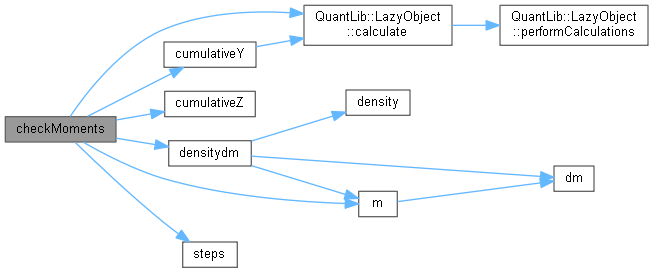 QuantLib::LazyObject
::calculate
QuantLib::LazyObject
::performCalculations
cumulativeY
cumulativeZ
density
checkMoments
densitydm
dm
m
steps